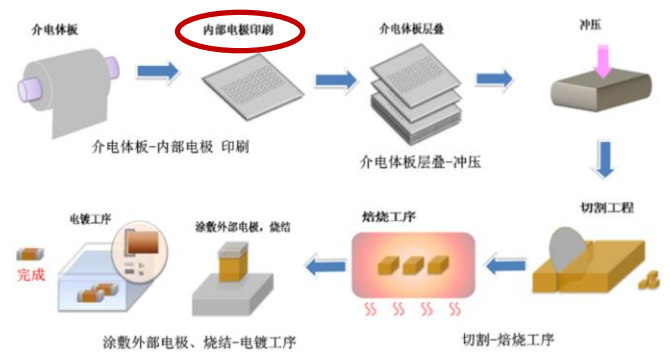 介电体板
内部电极印刷
介电体板层叠
冲压
介电体板-内部电极 印刷
介电体板层叠-冲压
切割工程
焙烧工序
涂敷外部电极，烧结
电镀工序
完成
涂敷外部电极、烧结-电镀工序
切割-焙烧工序